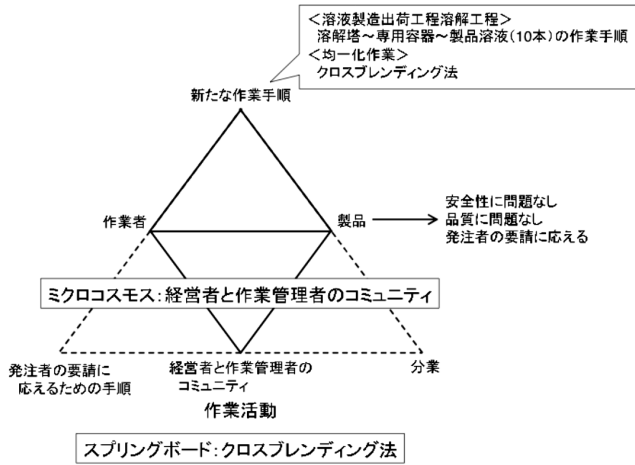 ＜溶液製造出荷工程溶解工程＞
溶解塔～専用容器～製品溶液(10本)の作業手順
＜均一化作業＞
クロスブレンディング法
新たな作業手順
作業者
製品
安全性に問題なし
品質に問題なし
発注者の要請に応える
ミクロコスモス：経営者と作業管理者のコミュニティ
発注者の要請に
応えるための手順
経営者と作業管理者の
コミュニティ
分業
作業活動
スプリングボード：クロスブレンディング法